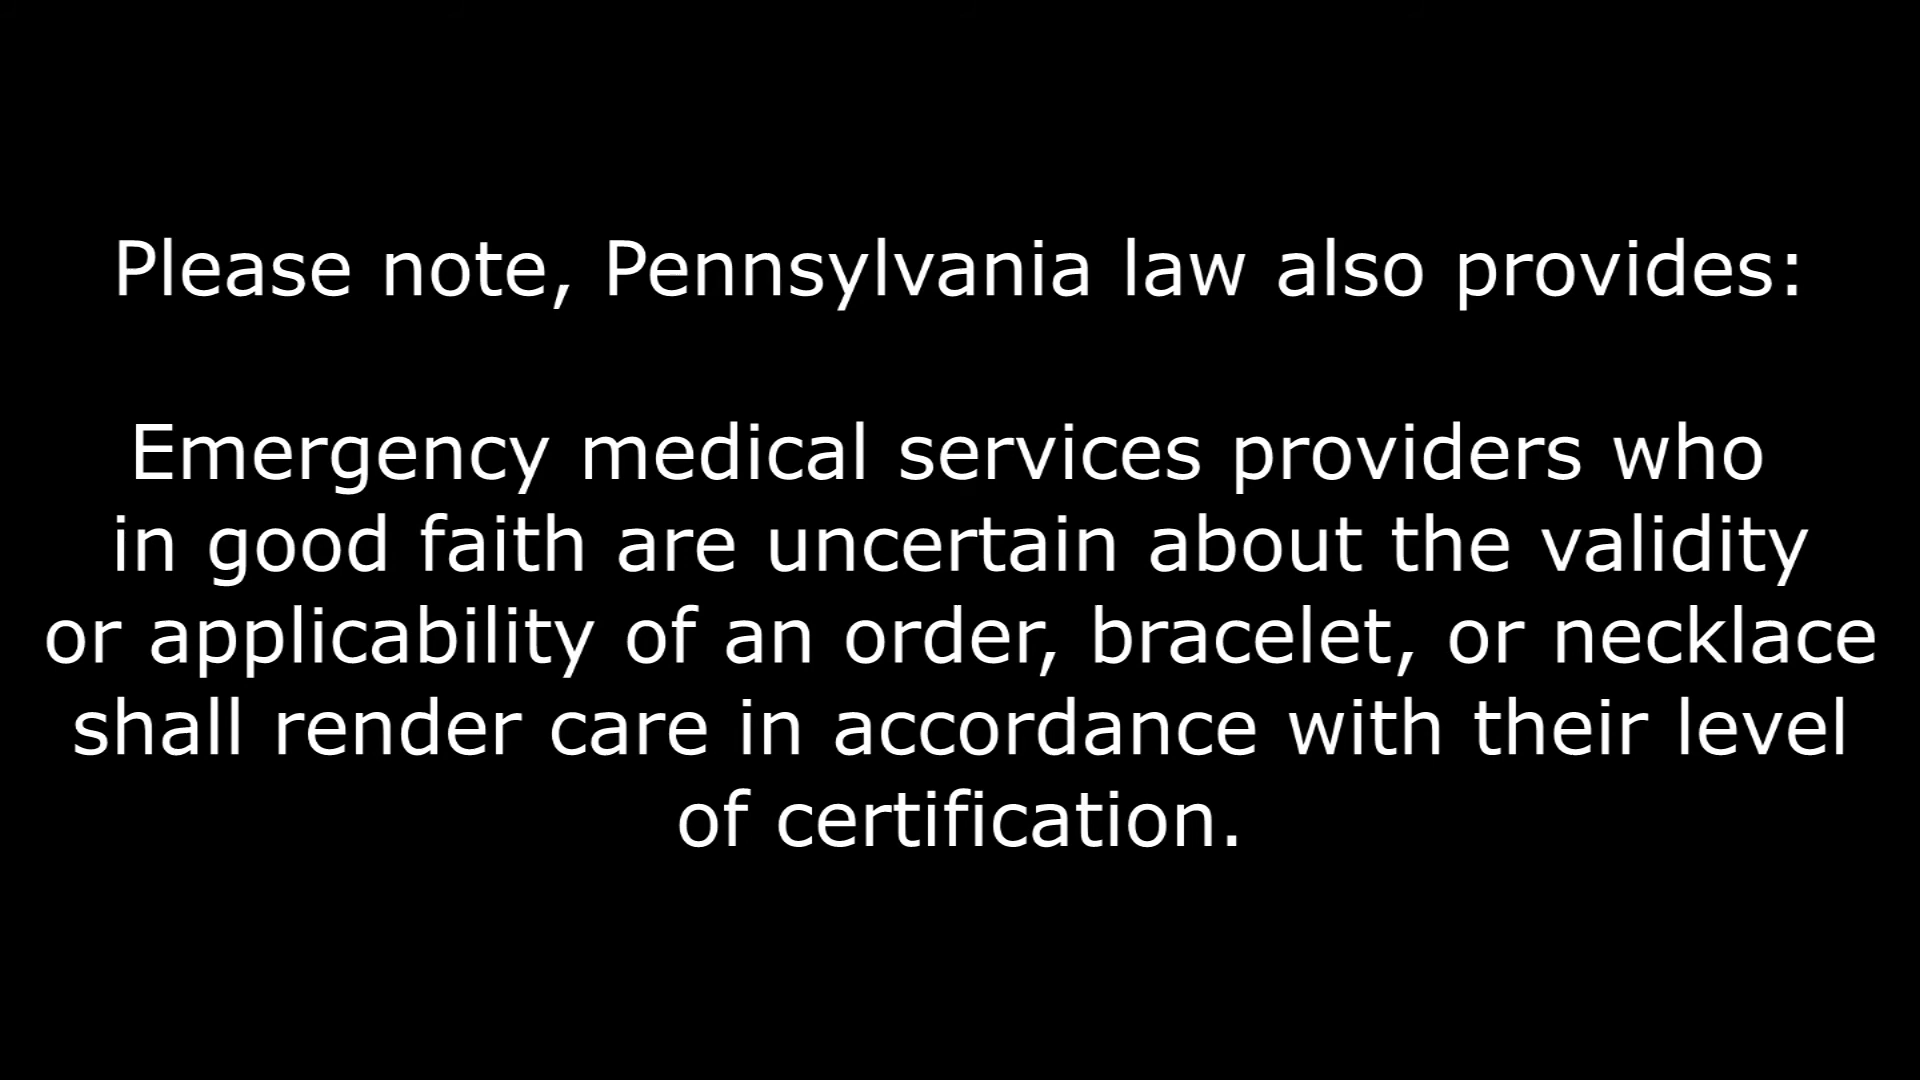 Please note, Pennsylvania law also provides:
Emergency medical services providers who
in good faith are uncertain about the validity
or applicability of an order, bracelet, or necklace
shall render care in accordance with their level
of certification.